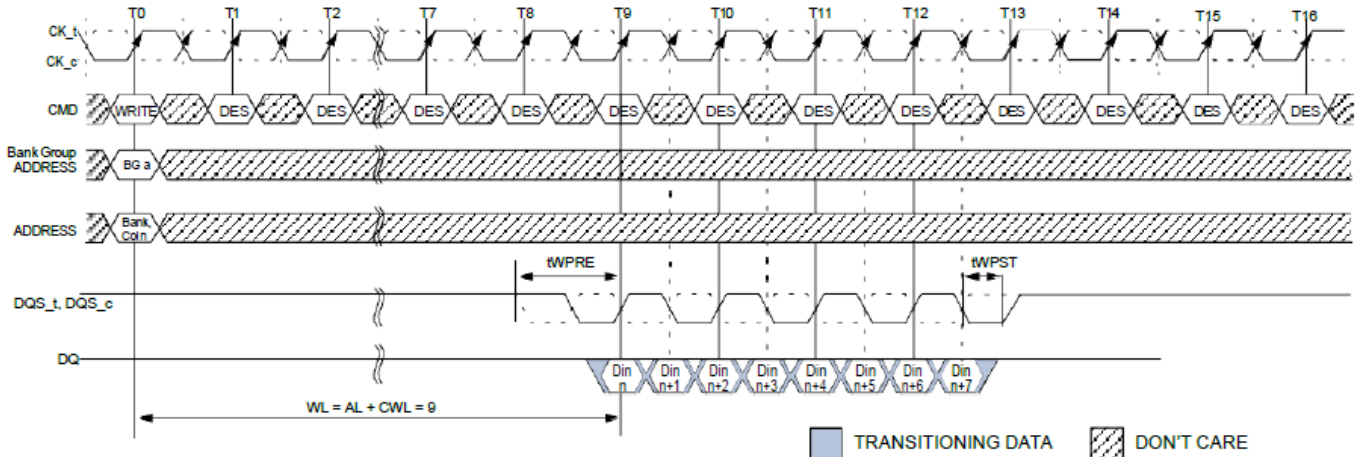 T0 T1 T2 T7 T8 T9 T10 T11 T12 T13 T14 T15 T16
CK_t
CK_c
CMD WRITE DES DES DES DES DES DES DES DES DES DES DES DES
Bank Group
ADDRESS BG a
ADDRESS Bank,
Coln
tWPRE tWPST
DQS_t, DQS_c
DQ Din Din Din Din Din Din Din Din
n n+1 n+2 n+3 n+4 n+5 n+6 n+7
WL = AL + CWL = 9
TRANSITIONING DATA DON'T CARE